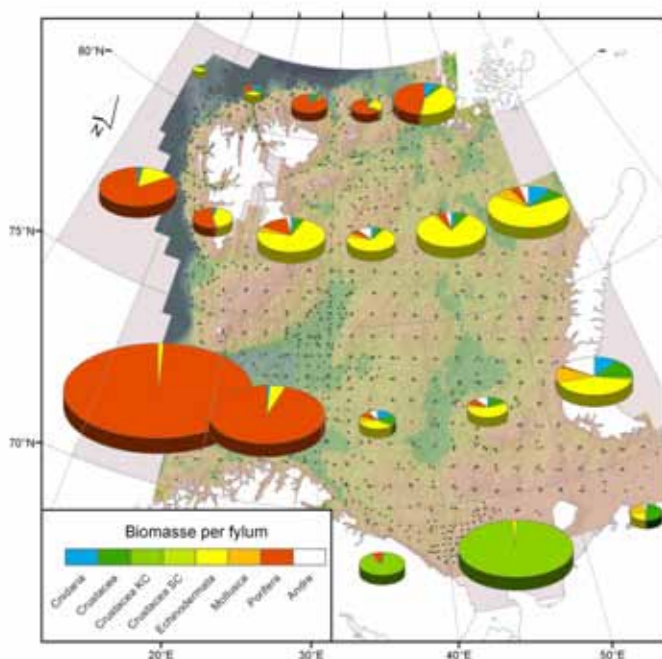 80°N
N
75°N
70°N
Biomasse per fylum
Cnidaria
Crustacea
Crustacea KC
Crustacea SC
Echinodermata
Mollusca
Porifera
Andre
20°E 30°E 40°E 50°E